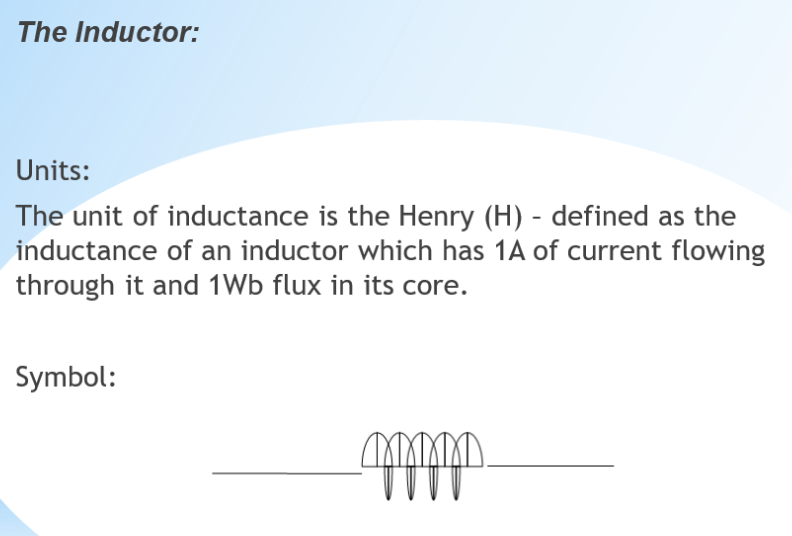 The Inductor:
Units:
The unit of inductance is the Henry (H) – defined as the
inductance of an inductor which has 1A of current flowing
through it and 1Wb flux in its core.
Symbol: